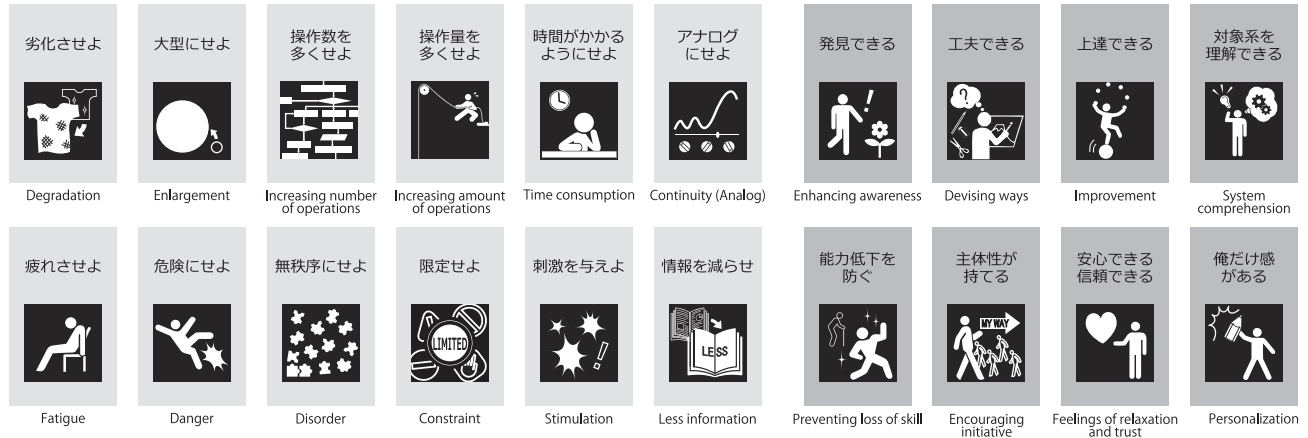 劣化させよ
Degradation
大型にせよ
Enlargement
操作数を
多くせよ
Increasing number
of operations
操作量を
多くせよ
Increasing amount
of operations
時間がかかる
ようにせよ
Time consumption
アナログ
にせよ
Continuity (Analog)
発見できる
Enhancing awareness
工夫できる
Devising ways
上達できる
Improvement
対象系を
理解できる
System
comprehension
疲れさせよ
Fatigue
危険にせよ
Danger
無秩序にせよ
Disorder
限定せよ
LIMITED
Constraint
刺激を与えよ
Stimulation
情報を減らせ
LESS
Less information
能力低下を
防ぐ
Preventing loss of skill
主体性が
持てる
MY WAY
Encouraging
initiative
安心できる
信頼できる
Feelings of relaxation
and trust
俺だけ感
がある
Personalization